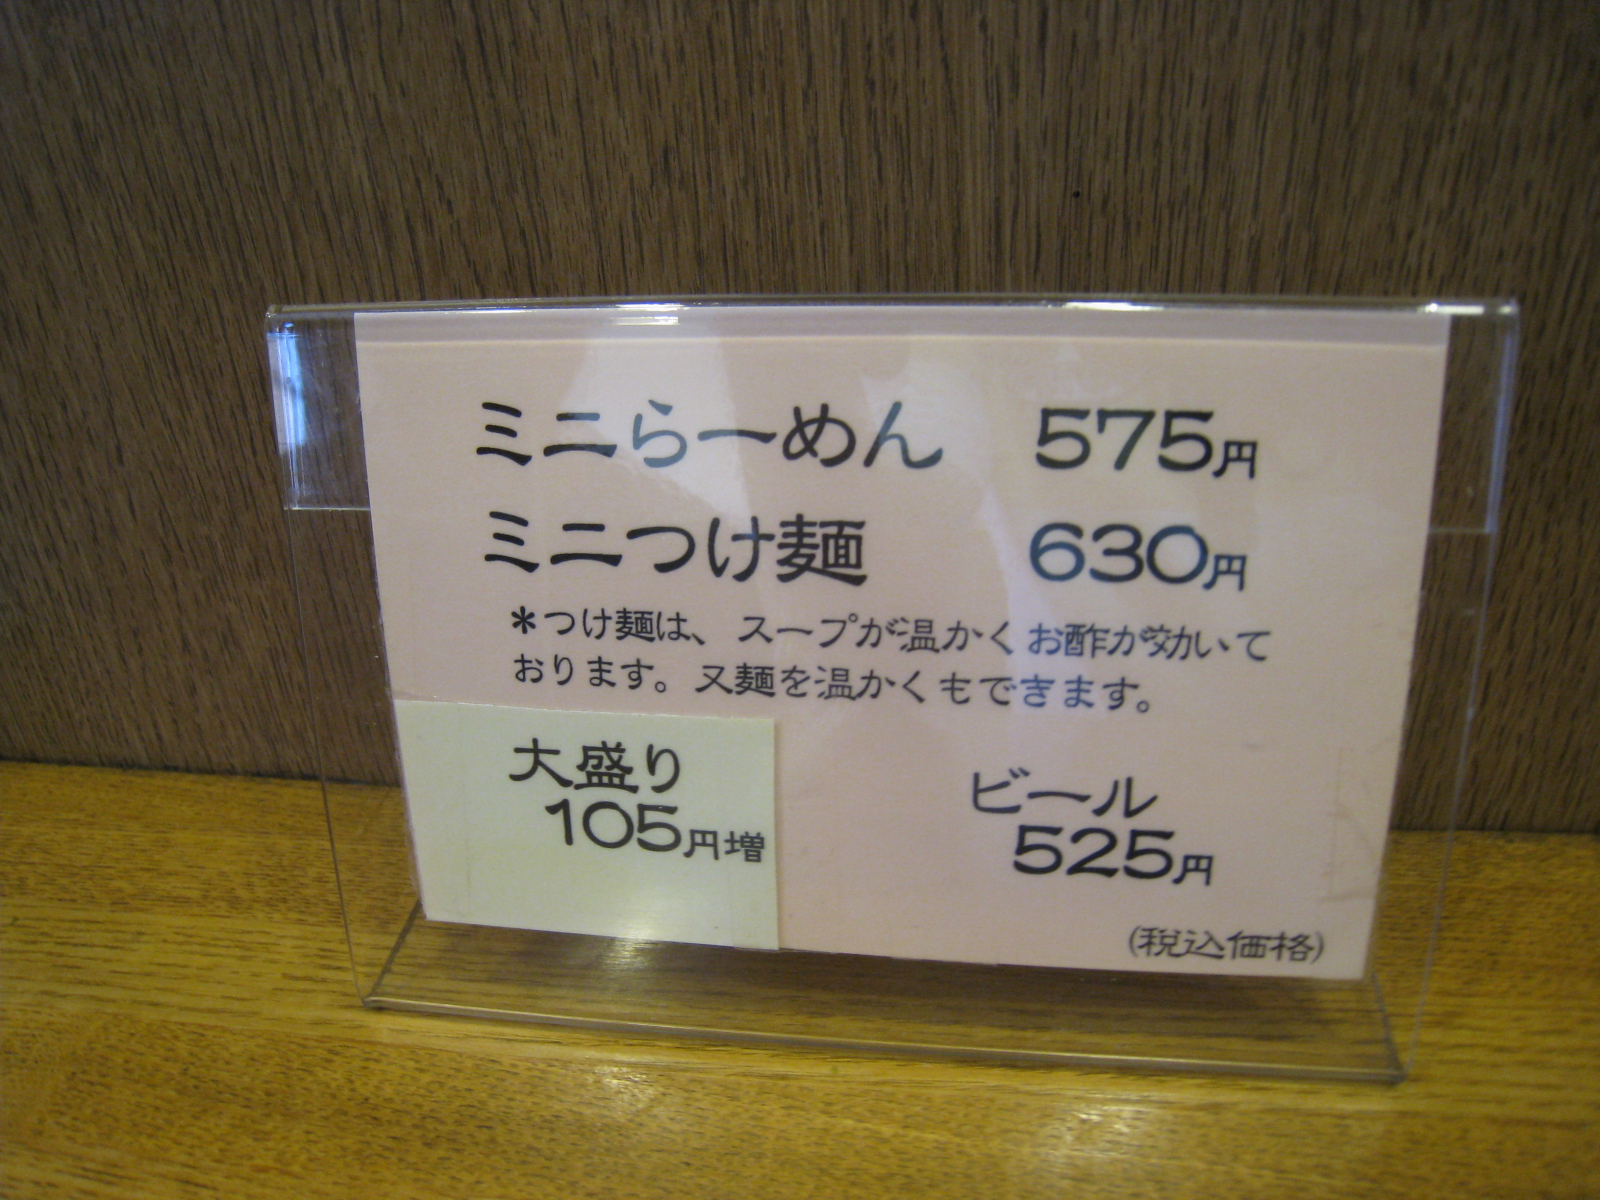 ミニらーめん 575円
ミニつけ麺 630円
＊つけ麺は、スープが温かくお酢が効いて
おります。又麺を温かくもできます。
大盛り
105円増
ビール
525円
(税込価格)